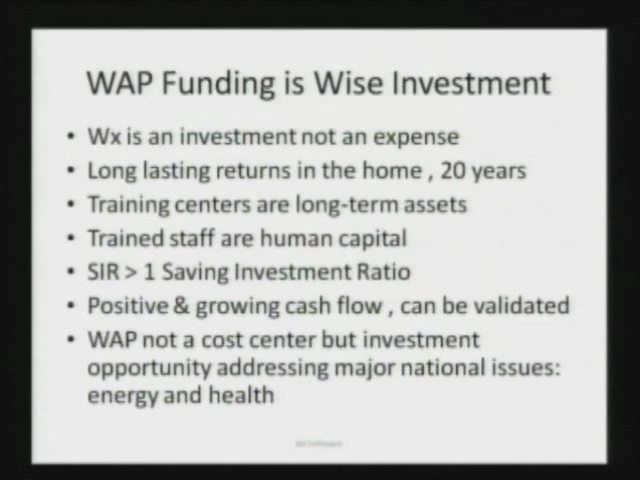 WAP Funding is Wise Investment
• Wx is an investment not an expense
• Long lasting returns in the home , 20 years
• Training centers are long-term assets
• Trained staff are human capital
• SIR > 1 Saving Investment Ratio
• Positive & growing cash flow , can be validated
• WAP not a cost center but investment
opportunity addressing major national issues:
energy and health